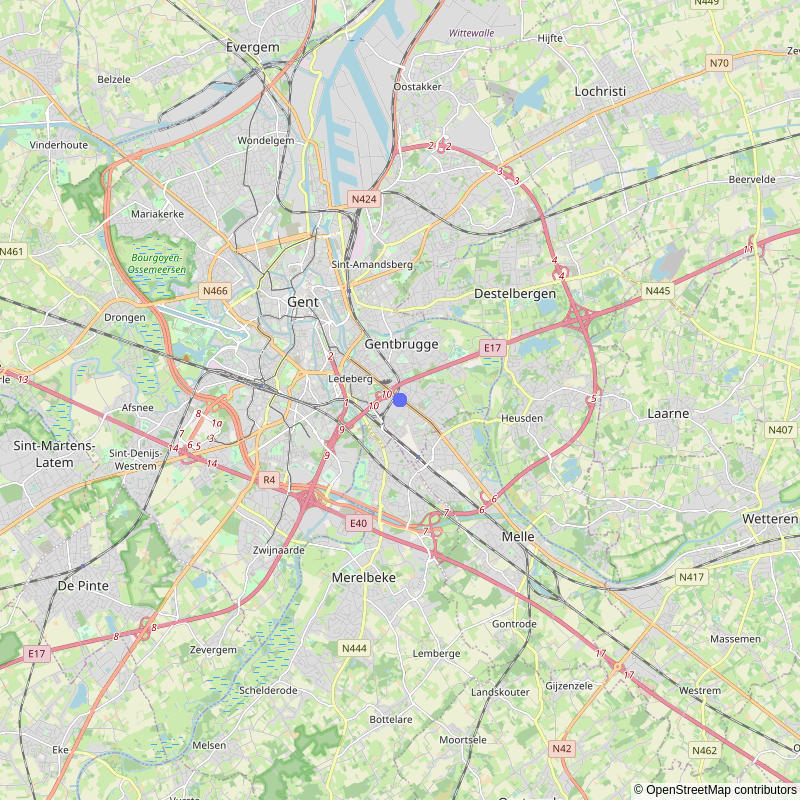 N449
Wittewalle
Hijfte
Evergem
N70
Belzele
Oostakker
Lochristi
Wondelgem
Vinderhoute
2
2
3
3
Beervelde
N424
Mariakerke
N461
11
Bourgoyen-
Ossemeersen
Sint-Amandsberg
4
4
N466
N445
Gent
Destelbergen
Drongen
Gentbrugge
E17
2
13
Ledeberg
10
1
10
Afsnee
8
1a
Heusden
5
Laarne
7
3
9
N407
Sint-Martens-
Latem
6
5
14
Sint-Denijs-
Westrem
14
9
R4
6
6
7
E40
7
Wetteren
Melle
Zwijnaarde
De Pinte
Merelbeke
N417
8
8
Gontrode
Massemen
E17
Zevergem
N444
Lemberge
17
17
Schelderode
Gijzenzele
Landskouter
Westrem
Bottelare
Eke
Melsen
Moortsele
N42
N462
© OpenStreetMap contributors